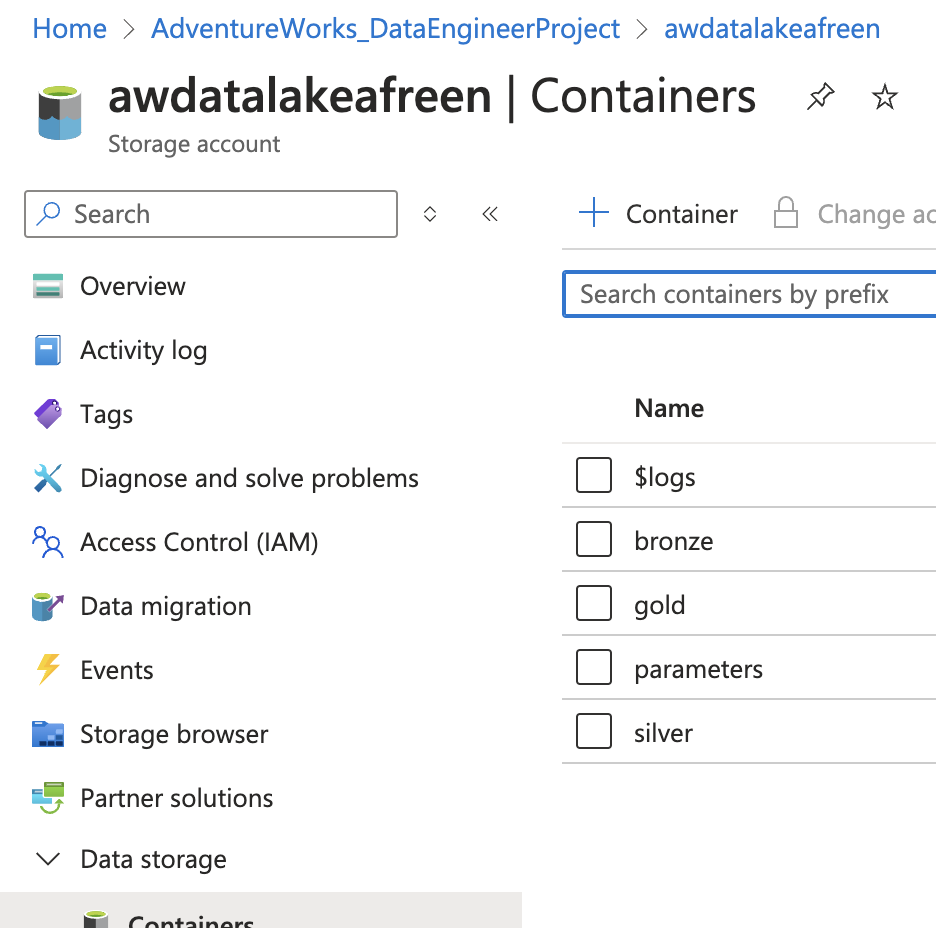 Home > AdventureWorks_DataEngineerProject > awdatalakeafreen
awdatalakeafreen | Containers
Storage account
Search
Overview
Activity log
Tags
Diagnose and solve problems
Access Control (IAM)
Data migration
Events
Storage browser
Partner solutions
Data storage
Containers
Container
Change ac
Search containers by prefix
Name
$logs
bronze
gold
parameters
silver